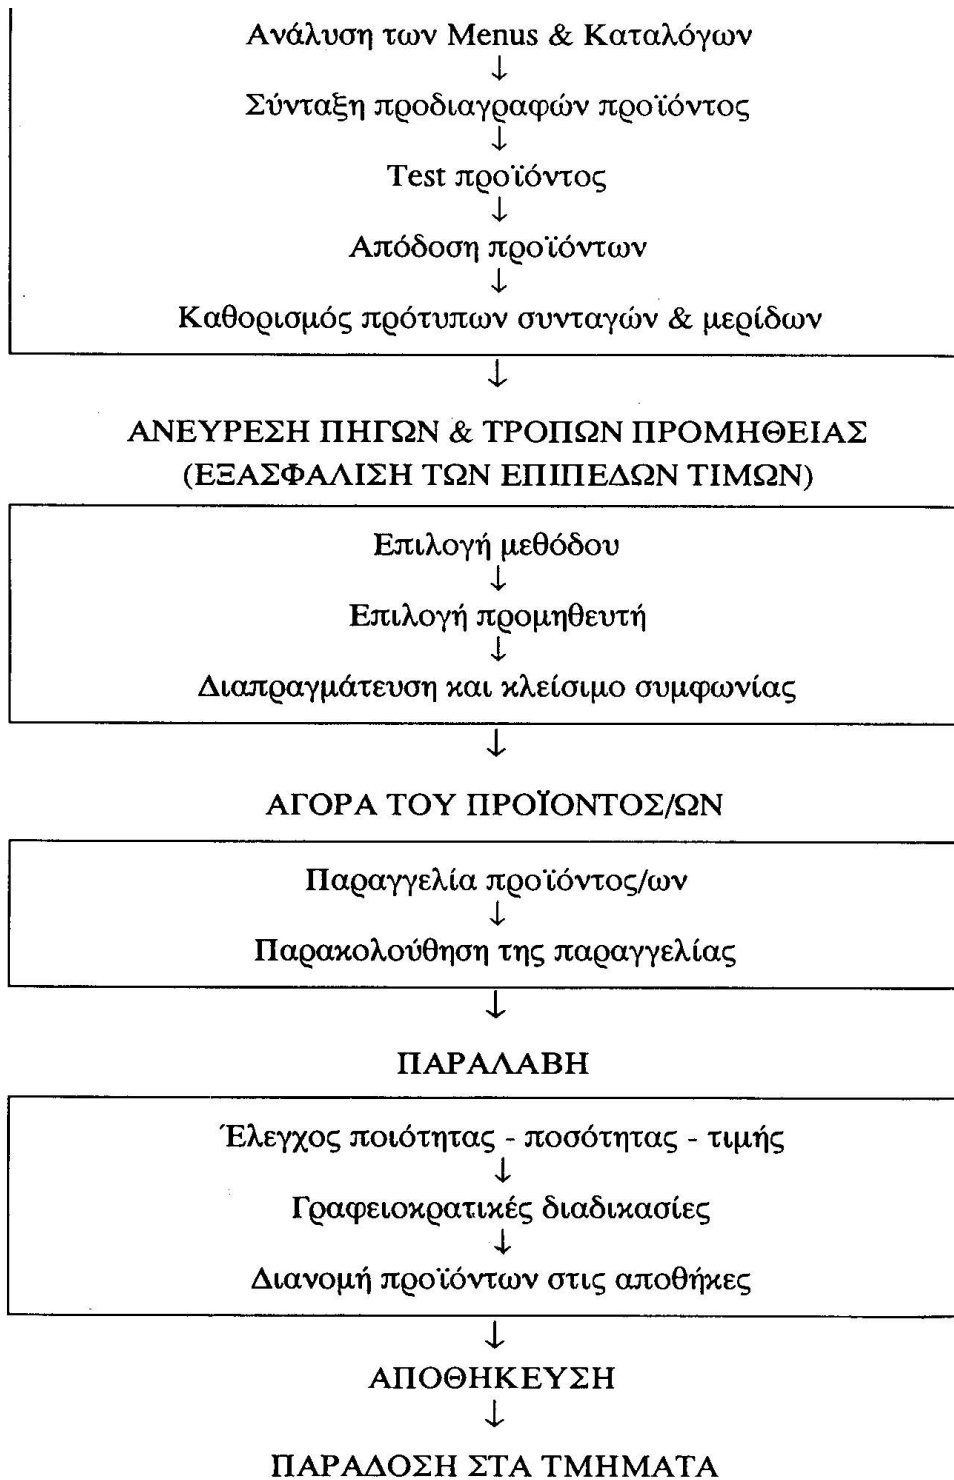 Ανάλυση των Menus & Καταλόγων
↓
Σύνταξη προδιαγραφών προϊόντος
↓
Test προϊόντος
↓
Απόδοση προϊόντων
↓
Καθορισμός πρότυπων συνταγών & μερίδων
↓
ΑΝΕΥΡΕΣΗ ΠΗΓΩΝ & ΤΡΟΠΩΝ ΠΡΟΜΗΘΕΙΑΣ
(ΕΞΑΣΦΑΛΙΣΗ ΤΩΝ ΕΠΙΠΕΔΩΝ ΤΙΜΩΝ)
Επιλογή μεθόδου
↓
Επιλογή προμηθευτή
↓
Διαπραγμάτευση και κλείσιμο συμφωνίας
↓
ΑΓΟΡΑ ΤΟΥ ΠΡΟΪΟΝΤΟΣ/ΩΝ
Παραγγελία προϊόντος/ων
↓
Παρακολούθηση της παραγγελίας
↓
ΠΑΡΑΛΑΒΗ
Έλεγχος ποιότητας - ποσότητας - τιμής
↓
Γραφειοκρατικές διαδικασίες
↓
Διανομή προϊόντων στις αποθήκες
↓
ΑΠΟΘΗΚΕΥΣΗ
↓
ΠΑΡΑΔΟΣΗ ΣΤΑ ΤΜΗΜΑΤΑ